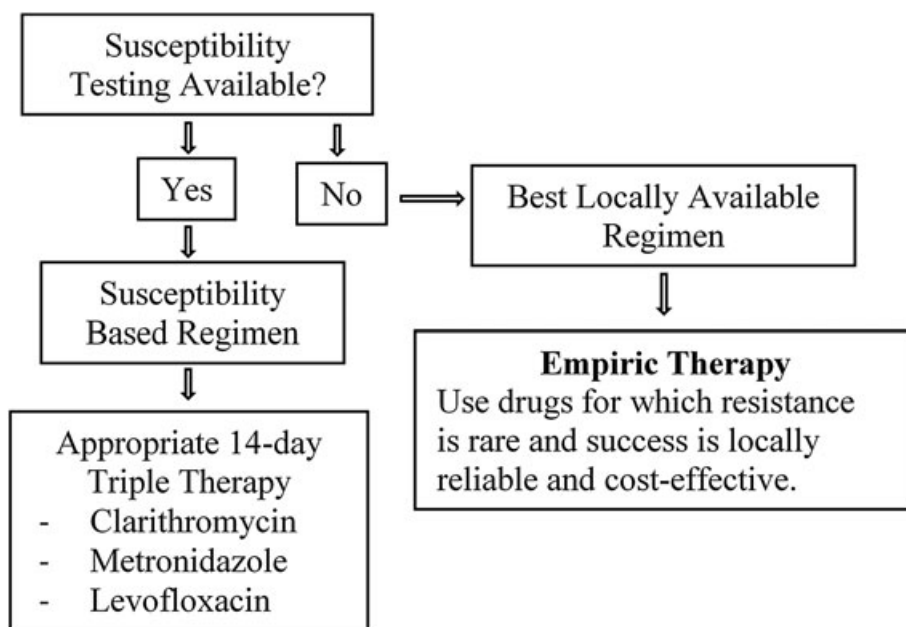 Susceptibility
Testing Available?
Yes
No
Best Locally Available
Regimen
Susceptibility
Based Regimen
Empiric Therapy
Use drugs for which resistance
is rare and success is locally
reliable and cost-effective.
Appropriate 14-day
Triple Therapy
- Clarithromycin
- Metronidazole
- Levofloxacin